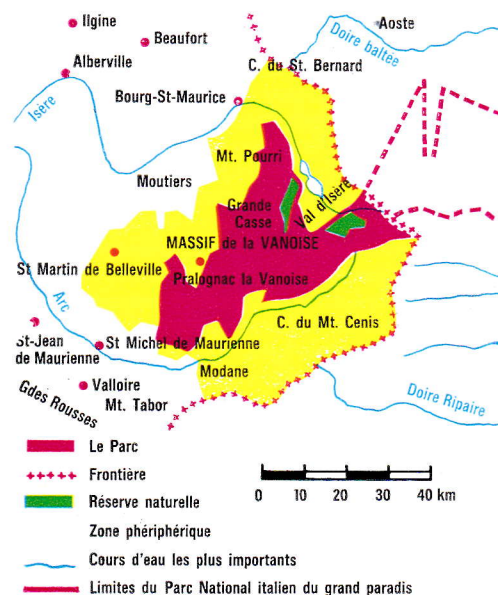 Ilgine
Aoste
Beaufort
Doire baltée
Alberville
C. du St. Bernard
Isère
Bourg-St-Maurice
Mt. Pourri
Moutiers
Grande
Casse
Val d'Isère
MASSIF de la VANOISE
St Martin de Belleville
Pralognac la Vanoise
Arc
C. du Mt. Cenis
St-Jean
de Maurienne
St Michel de Maurienne
Modane
Valloire
Gdes Rousses
Mt. Tabor
Doire Ripaire
Le Parc
Frontière
Réserve naturelle
0 10 20 30 40 km
Zone phériphérique
Cours d'eau les plus importants
Limites du Parc National italien du grand paradis